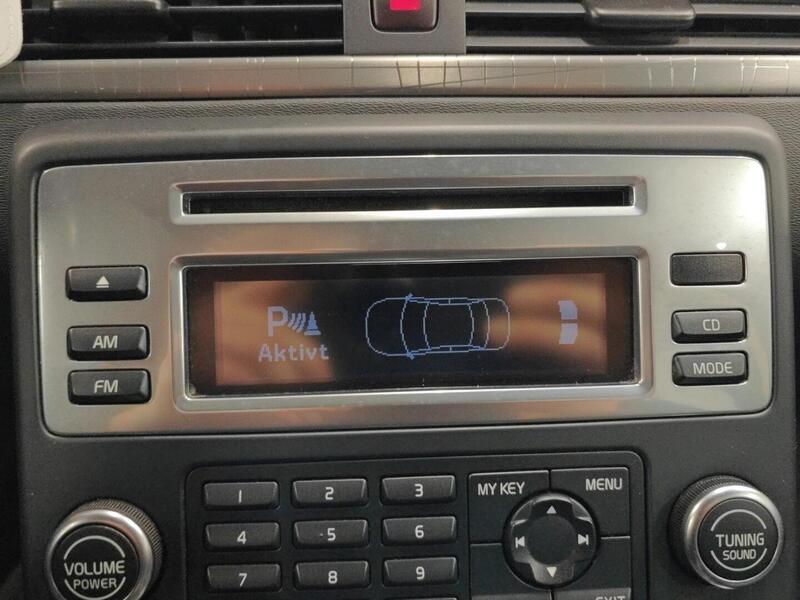 P
Aktivt
AM
FM
CD
MODE
1 2 3
4 -5 6
7 8 9
MY KEY
MENU
EXIT
VOLUME
POWER
TUNING
SOUND